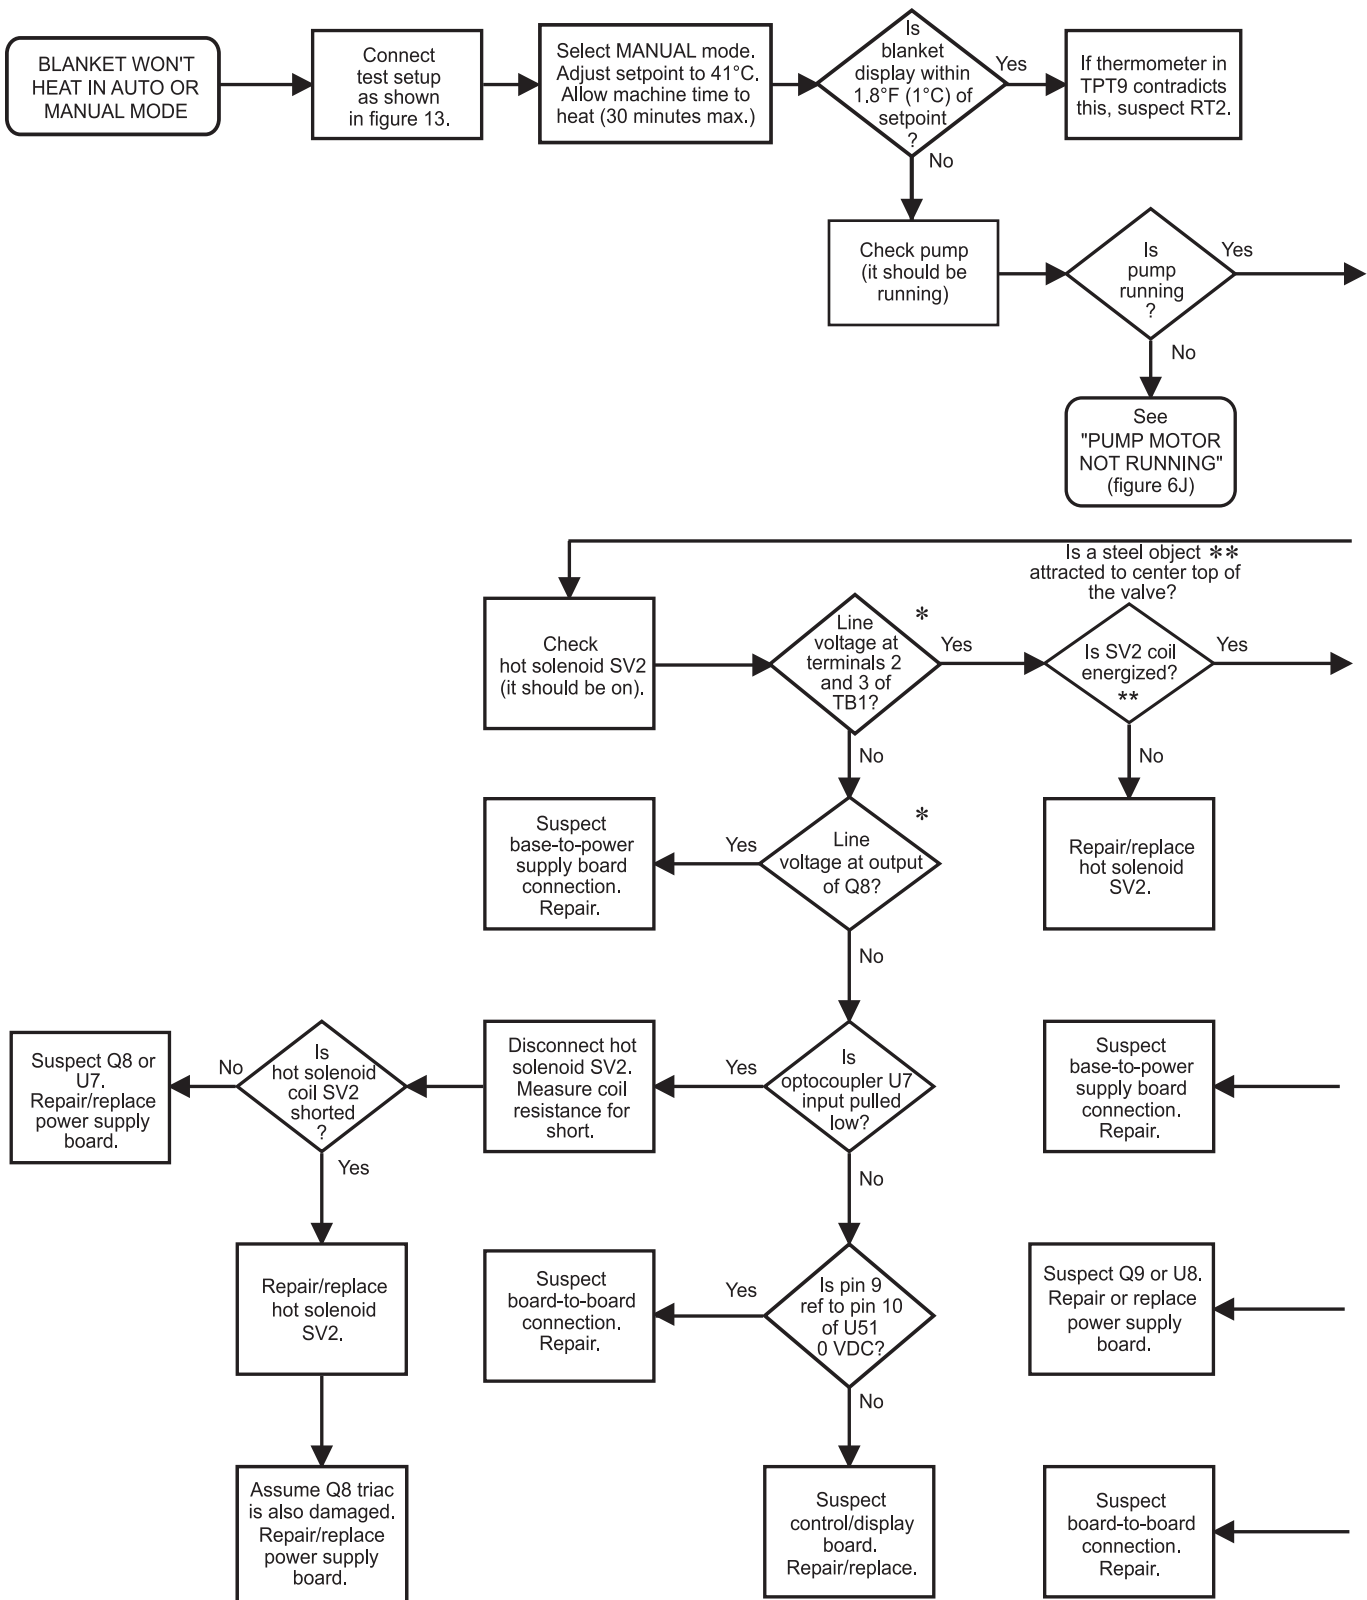 BLANKET WON'T
HEAT IN AUTO OR
MANUAL MODE
Connect
test setup
as shown
in figure 13.
Select MANUAL mode.
Adjust setpoint to 41°C.
Allow machine time to
heat (30 minutes max.)
Is
blanket
display within
1.8°F (1°C) of
setpoint
?
Yes
If thermometer in
TPT9 contradicts
this, suspect RT2.
No
Check pump
(it should be
running)
Is
pump
running
?
Yes
No
See
"PUMP MOTOR
NOT RUNNING"
(figure 6J)
Check
hot solenoid SV2
(it should be on).
Line
voltage at
terminals 2
and 3 of
TB1?
*
Yes
Is a steel object **
attracted to center top of
the valve?
Is SV2 coil
energized?
**
Yes
No
No
Suspect
base-to-power
supply board
connection.
Repair.
Yes
Line
voltage at output
of Q8?
*
Repair/replace
hot solenoid
SV2.
No
Suspect Q8 or
U7.
Repair/replace
power supply
board.
No
Is
hot solenoid
coil SV2
shorted
?
Disconnect hot
solenoid SV2.
Measure coil
resistance for
short.
Yes
Is
optocoupler U7
input pulled
low?
Suspect
base-to-power
supply board
connection.
Repair.
Yes
No
Repair/replace
hot solenoid
SV2.
Suspect
board-to-board
connection.
Repair.
Yes
Is pin 9
ref to pin 10
of U51
0 VDC?
Suspect Q9 or U8.
Repair or replace
power supply
board.
No
Assume Q8 triac
is also damaged.
Repair/replace
power supply
board.
Suspect
control/display
board.
Repair/replace.
Suspect
board-to-board
connection.
Repair.